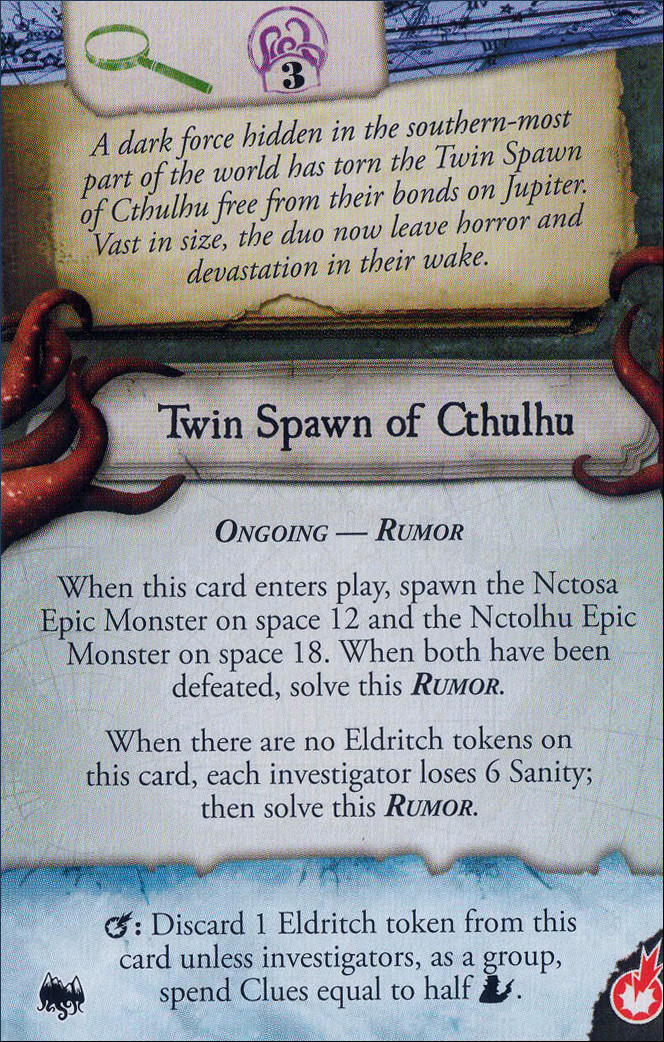 3
A dark force hidden in the southern-most
part of the world has torn the Twin Spawn
of Cthulhu free from their bonds on Jupiter.
Vast in size, the duo now leave horror and
devastation in their wake.
Twin Spawn of Cthulhu
ONGOING — RUMOR
When this card enters play, spawn the Nctosa
Epic Monster on space 12 and the Nctolhu Epic
Monster on space 18. When both have been
defeated, solve this RUMOR.
When there are no Eldritch tokens on
this card, each investigator loses 6 Sanity;
then solve this RUMOR.
: Discard 1 Eldritch token from this
card unless investigators, as a group,
spend Clues equal to half .